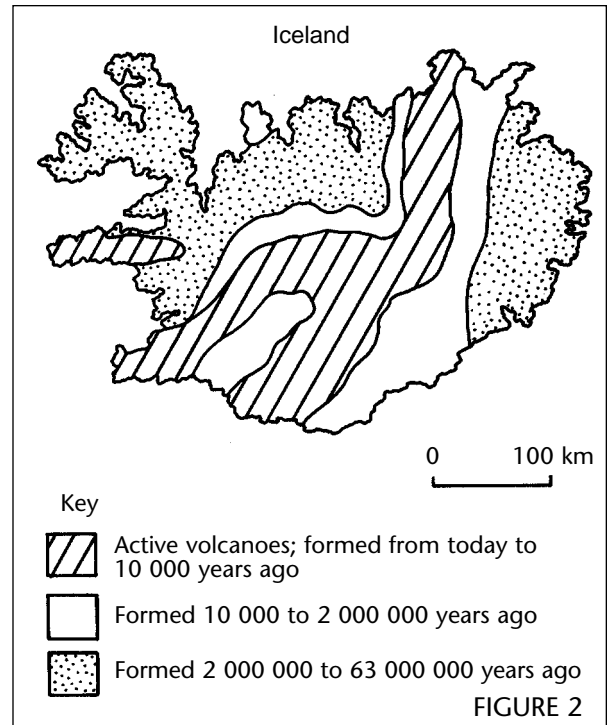 Iceland
0 100 km
Key
Active volcanoes; formed from today to
10 000 years ago
Formed 10 000 to 2 000 000 years ago
Formed 2 000 000 to 63 000 000 years ago
FIGURE 2